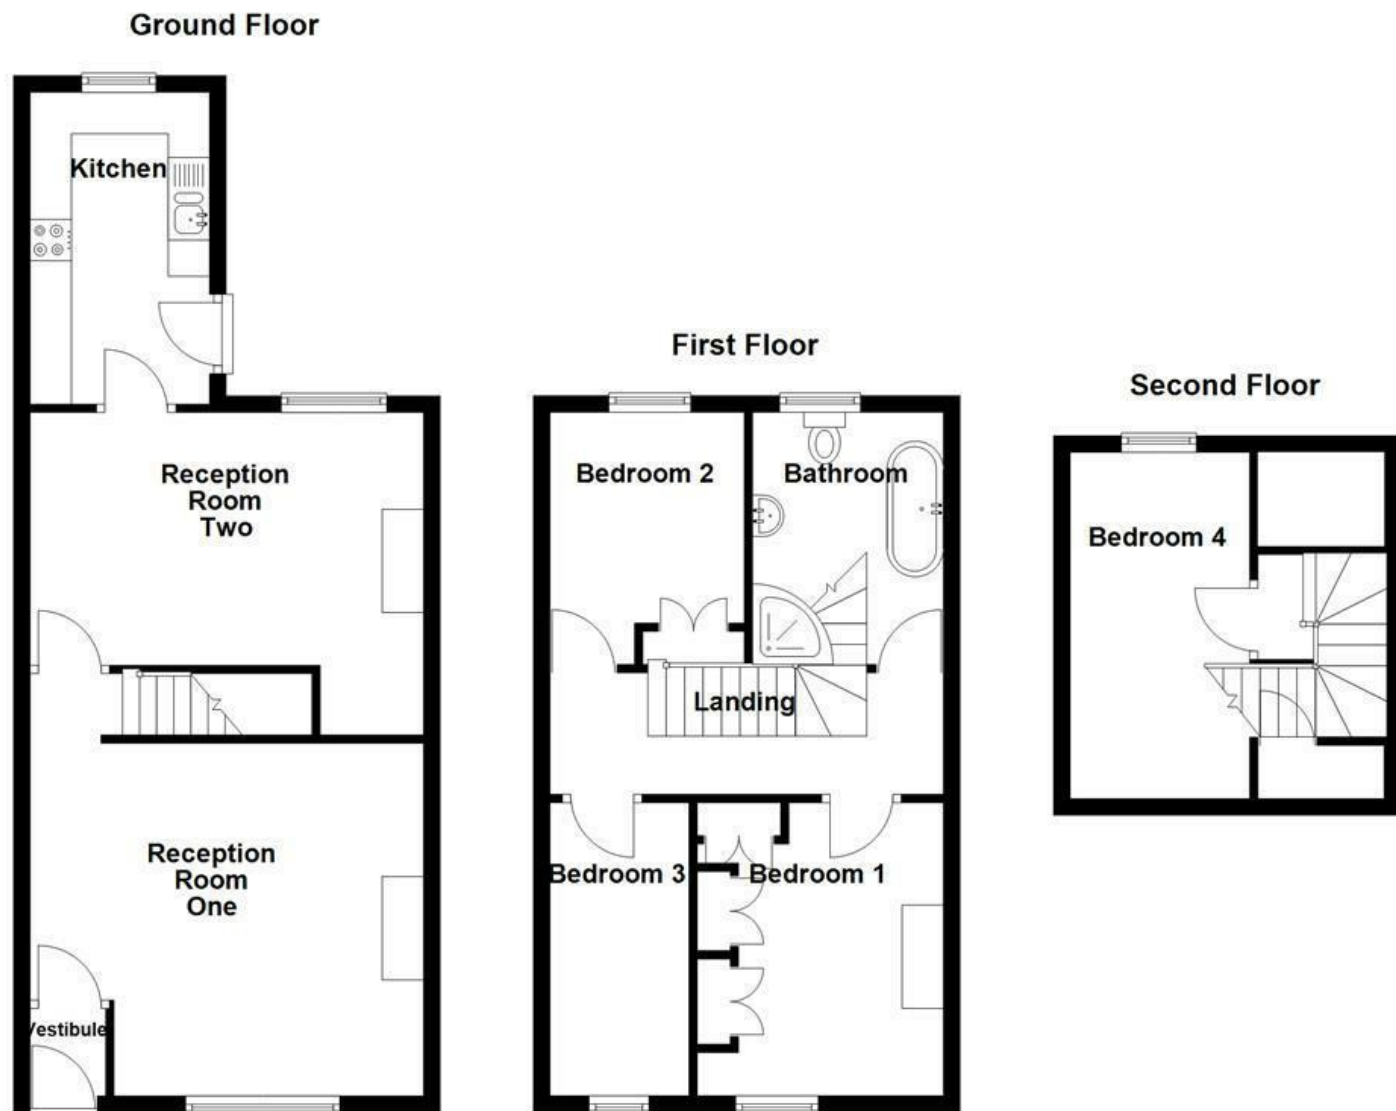 Ground Floor
Kitchen
Reception
Room
Two
Reception
Room
One
Vestibule
First Floor
Bedroom 2
Bathroom
Landing
Bedroom 3
Bedroom 1
Second Floor
Bedroom 4